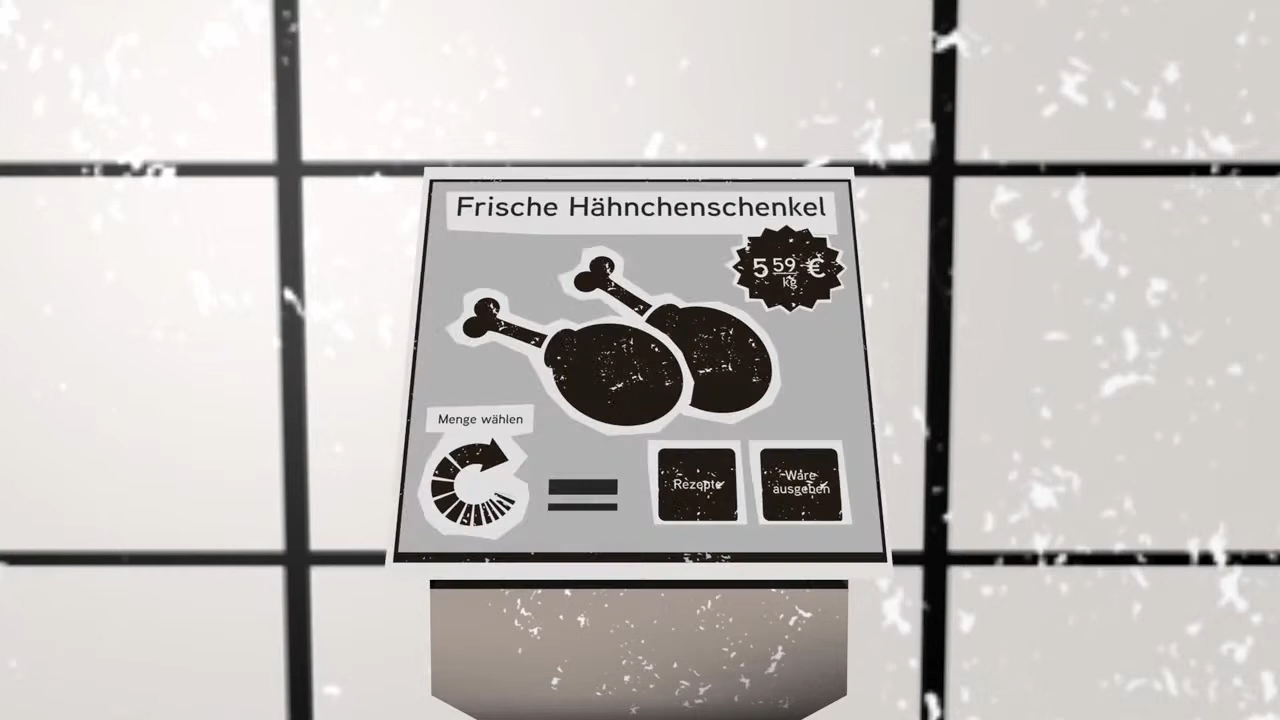 Frische Hähnchenschenkel
5 59 €
kg
Menge wählen
Rezepte
Ware
ausgeben